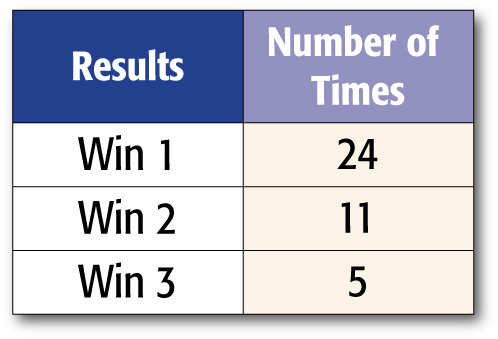 Results
Number of
Times
Win 1
24
Win 2
11
Win 3
5